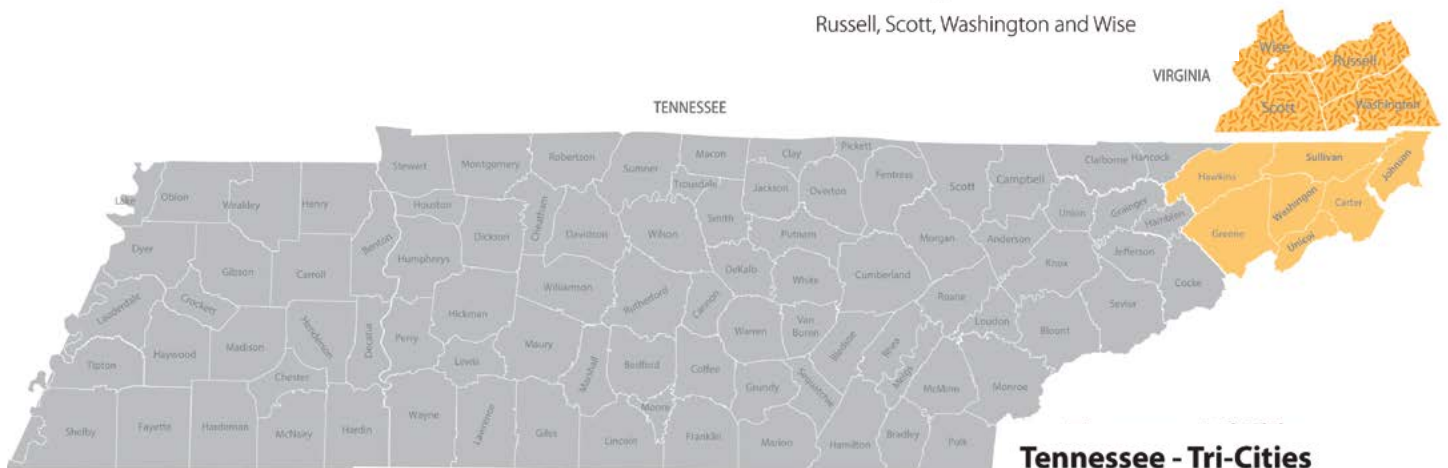 Russell, Scott, Washington and Wise
Wise
Russell
VIRGINIA
Scott
Washington
TENNESSEE
Stewart
Montgomery
Robertson
Sumner
Macon
Clay
Pickett
Fentress
Scott
Campbell
Claiborne
Hancock
Hawkins
Sullivan
Johnson
Lake
Obion
Weakley
Henry
Houston
Cheatham
Trousdale
Jackson
Overton
Union
Grainger
Hamblen
Washingon
Carter
Dyer
Benton
Dickson
Davidson
Wilson
Smith
Putnam
Morgan
Anderson
Knox
Jefferson
Greene
Unicoi
Gibson
Carroll
Humpherys
Williamson
Rutherford
Cannon
DeKalb
White
Cumberland
Roane
Loudon
Sevier
Cocke
Lauderdale
Crockett
Henderson
Decatur
Perry
Hickman
Maury
Warren
Van
Buren
Bledsoe
Rhea
Meigs
Blount
Tipton
Haywood
Madison
Chester
Lewis
Marshall
Bedford
Coffee
Grundy
Sequatchie
McMinn
Monroe
Shelby
Fayette
Hardeman
McNairy
Hardin
Wayne
Lawrence
Giles
Moore
Lincoln
Franklin
Marion
Hamilton
Bradley
Polk
Tennessee - Tri-Cities